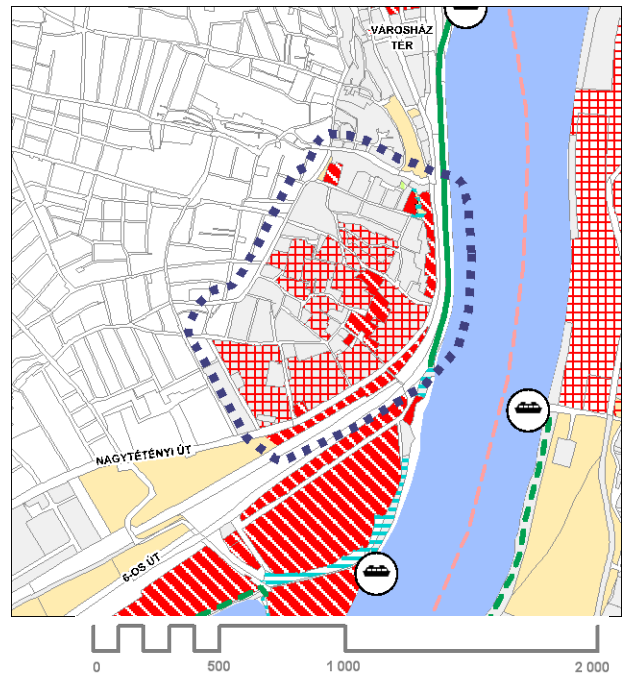 VÁROSHÁZ
TÉR
NAGYTÉTÉNYI ÚT
6-OS ÚT
0 500 1 000 2 000